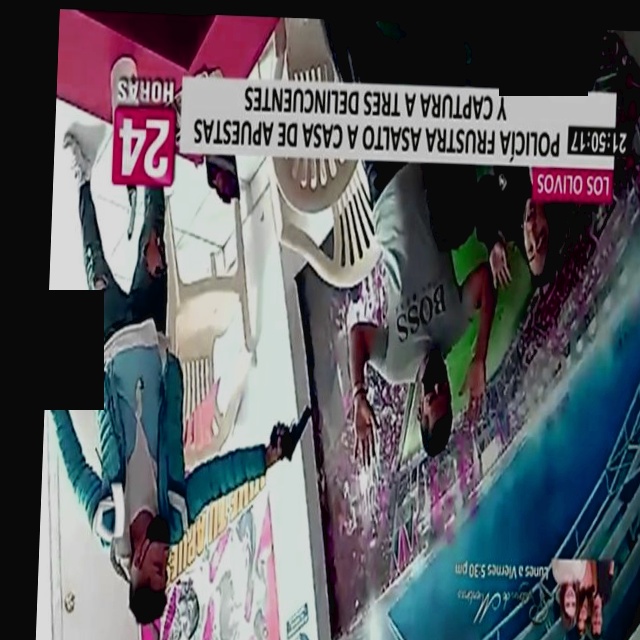 LOS OLIVOS
21:50:17
POLICÍA FRUSTRA ASALTO A CASA DE APUESTAS
Y CAPTURA A TRES DELINCUENTES
24
HORAS
BOSS
Lunes a Viernes 5:30 pm